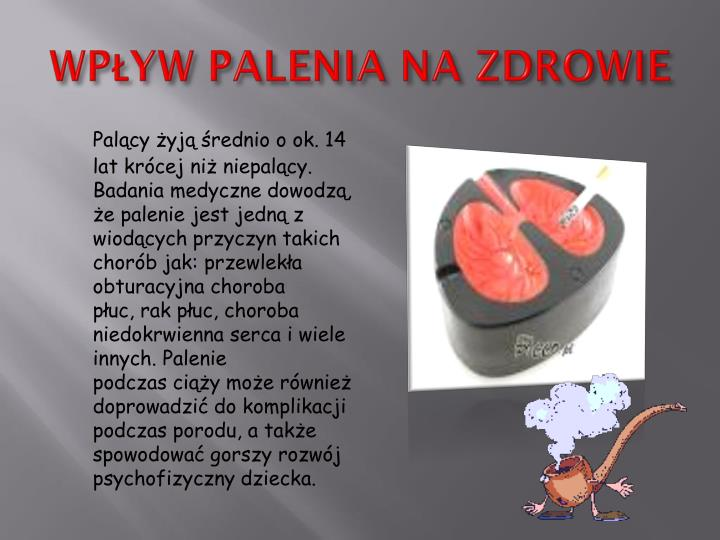 WPŁYW PALENIA NA ZDROWIE
Palący żyją średnio o ok. 14
lat krócej niż niepalący.
Badania medyczne dowodzą,
że palenie jest jedną z
wiodących przyczyn takich
chorób jak: przewlekła
obturacyjna choroba
płuc, rak płuc, choroba
niedokrwienna serca i wiele
innych. Palenie
podczas ciąży może również
doprowadzić do komplikacji
podczas porodu, a także
spowodować gorszy rozwój
psychofizyczny dziecka.